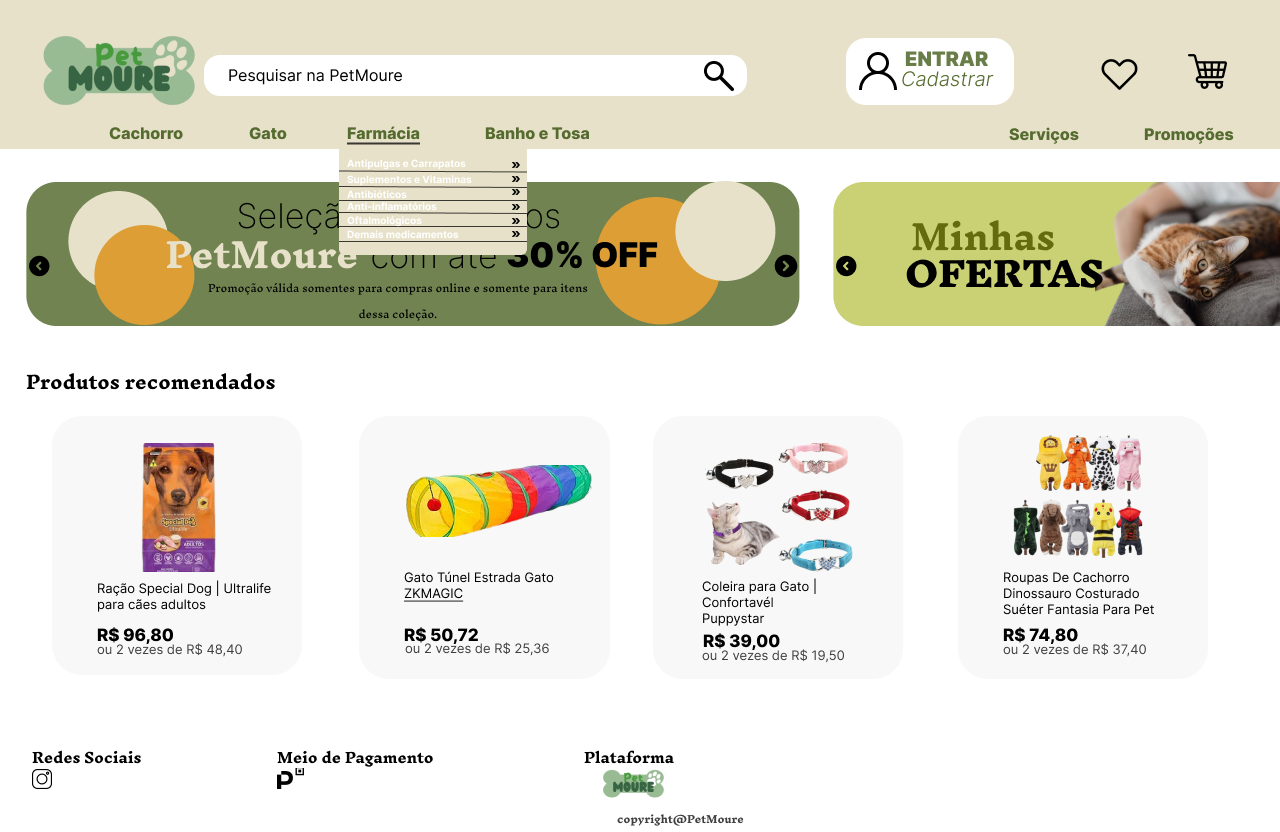 Pet
MOURE
Pesquisar na PetMoure
ENTRAR
Cadastrar
Cachorro
Gato
Farmácia
Banho e Tosa
Serviços
Promoções
Antipulgas e Carrapatos »
Suplementos e Vitaminas »
Antibióticos »
Anti-inflamatórios »
Oftalmológicos »
Demais medicamentos »
PetMoure com até 30% OFF
Promoção válida somentes para compras online e somente para itens
dessa coleção.
Minhas
OFERTAS
Produtos recomendados
Special Dog
Ultralife
ADULTOS
Ração Special Dog | Ultralife
para cães adultos
R$ 96,80
ou 2 vezes de R$ 48,40
Gato Túnel Estrada Gato
ZKMAGIC
R$ 50,72
ou 2 vezes de R$ 25,36
Coleira para Gato |
Confortavél
Puppystar
R$ 39,00
ou 2 vezes de R$ 19,50
Roupas De Cachorro
Dinossauro Costurado
Suéter Fantasia Para Pet
R$ 74,80
ou 2 vezes de R$ 37,40
Redes Sociais
Meio de Pagamento
Plataforma
Pet
MOURE
copyright@PetMoure